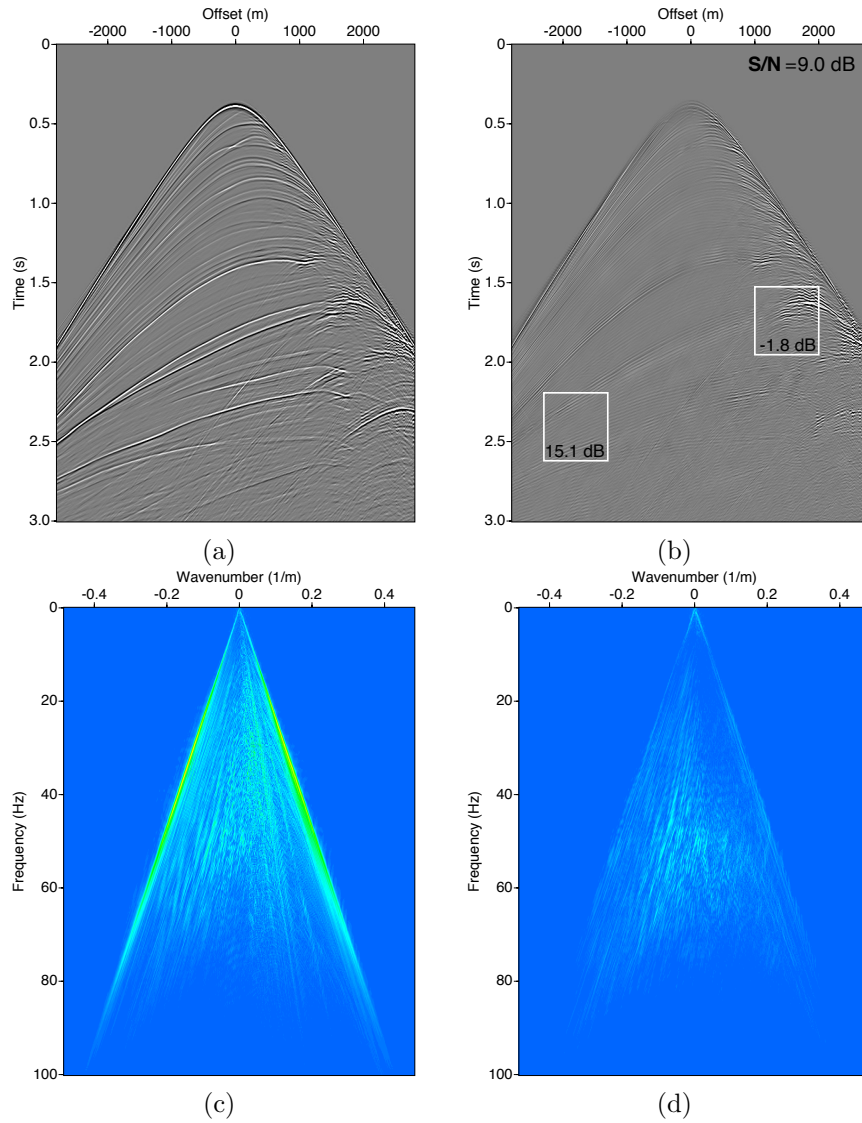 Offset (m)
-2000 -1000 0 1000 2000
0
0.5
1.0
1.5
2.0
2.5
3.0
Time (s)
(a)
Offset (m)
-2000 -1000 0 1000 2000
0
0.5
1.0
1.5
2.0
2.5
3.0
Time (s)
S/N =9.0 dB
-1.8 dB
15.1 dB
(b)
Wavenumber (1/m)
-0.4 -0.2 0 0.2 0.4
0
20
40
60
80
100
Frequency (Hz)
(c)
Wavenumber (1/m)
-0.4 -0.2 0 0.2 0.4
0
20
40
60
80
100
Frequency (Hz)
(d)